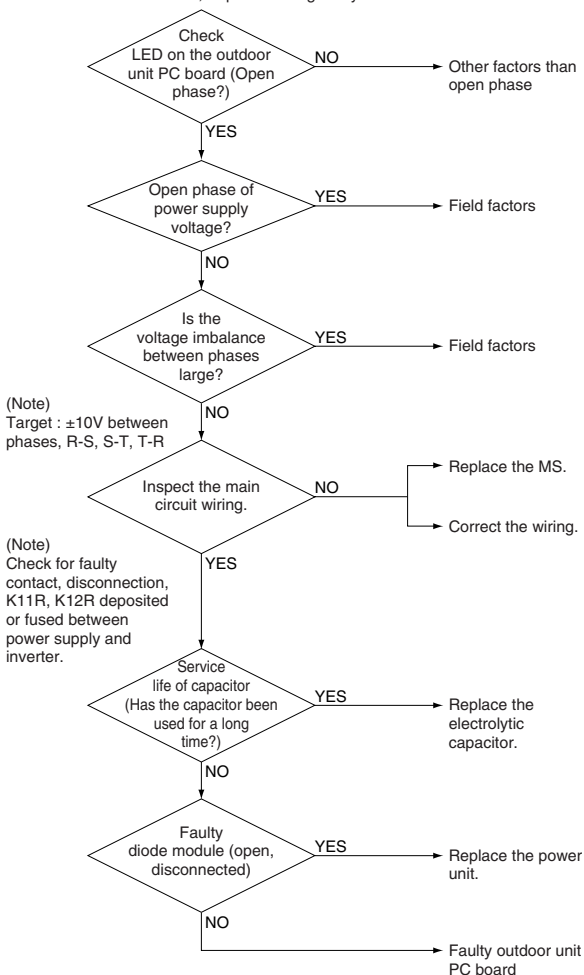 Check
LED on the outdoor
unit PC board (Open
phase?)
NO
Other factors than
open phase
YES
Open phase of
power supply
voltage?
YES
Field factors
NO
Is the
voltage imbalance
between phases
large?
YES
Field factors
NO
(Note)
Target : ±10V between
phases, R-S, S-T, T-R
Inspect the main
circuit wiring.
NO
Replace the MS.
Correct the wiring.
YES
(Note)
Check for faulty
contact, disconnection,
K11R, K12R deposited
or fused between
power supply and
inverter.
Service
life of capacitor
(Has the capacitor been
used for a long
time?)
YES
Replace the
electrolytic
capacitor.
NO
Faulty
diode module (open,
disconnected)
YES
Replace the power
unit.
NO
Faulty outdoor unit
PC board